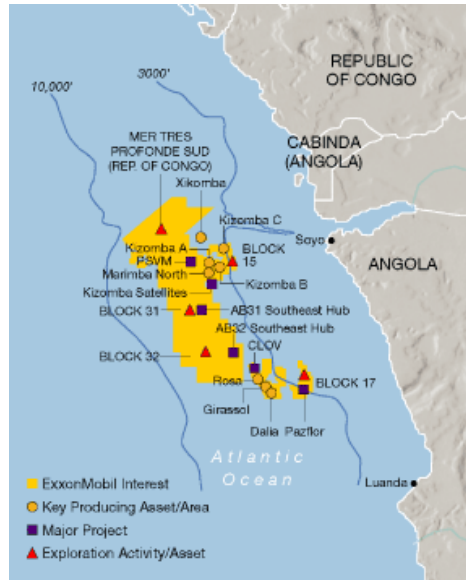 3000'
10,000'
REPUBLIC
OF CONGO
MER TRES
PROFONDE SUD
(REP. OF CONGO)
CABINDA
(ANGOLA)
Xikomba
Kizomba C
Soyo
Kizomba A
BLOCK
15
PSVM
ANGOLA
Marimba North
Kizomba B
Kizomba Satellites
BLOCK 31
AB31 Southeast Hub
AB32 Southeast Hub
CLOV
BLOCK 32
Rosa
BLOCK 17
Girassol
Dalia
Pazflor
Atlantic
Ocean
Luanda
ExxonMobil Interest
Key Producing Asset/Area
Major Project
Exploration Activity/Asset